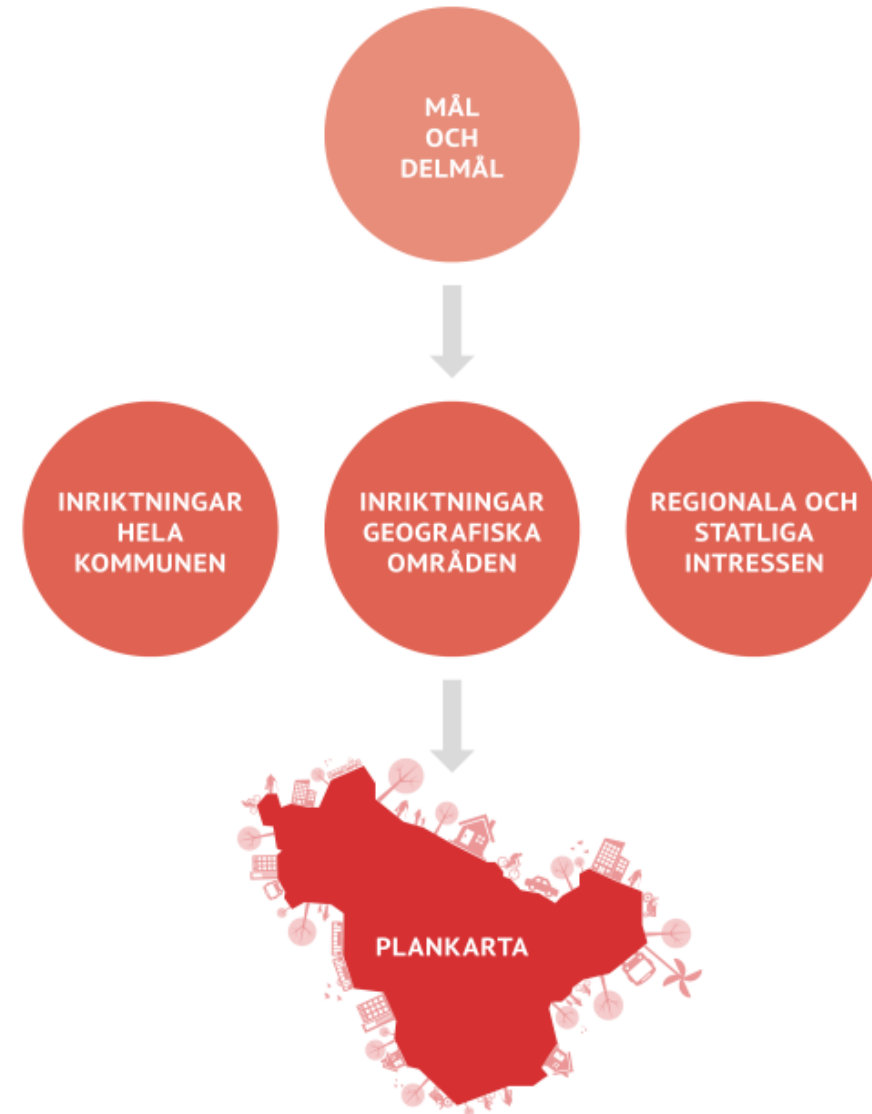 MÅL
OCH
DELMÅL
INRIKTNINGAR
HELA
KOMMUNEN
INRIKTNINGAR
GEOGRAFISKA
OMRÅDEN
REGIONALA OCH
STATLIGA
INTRESSEN
PLANKARTA